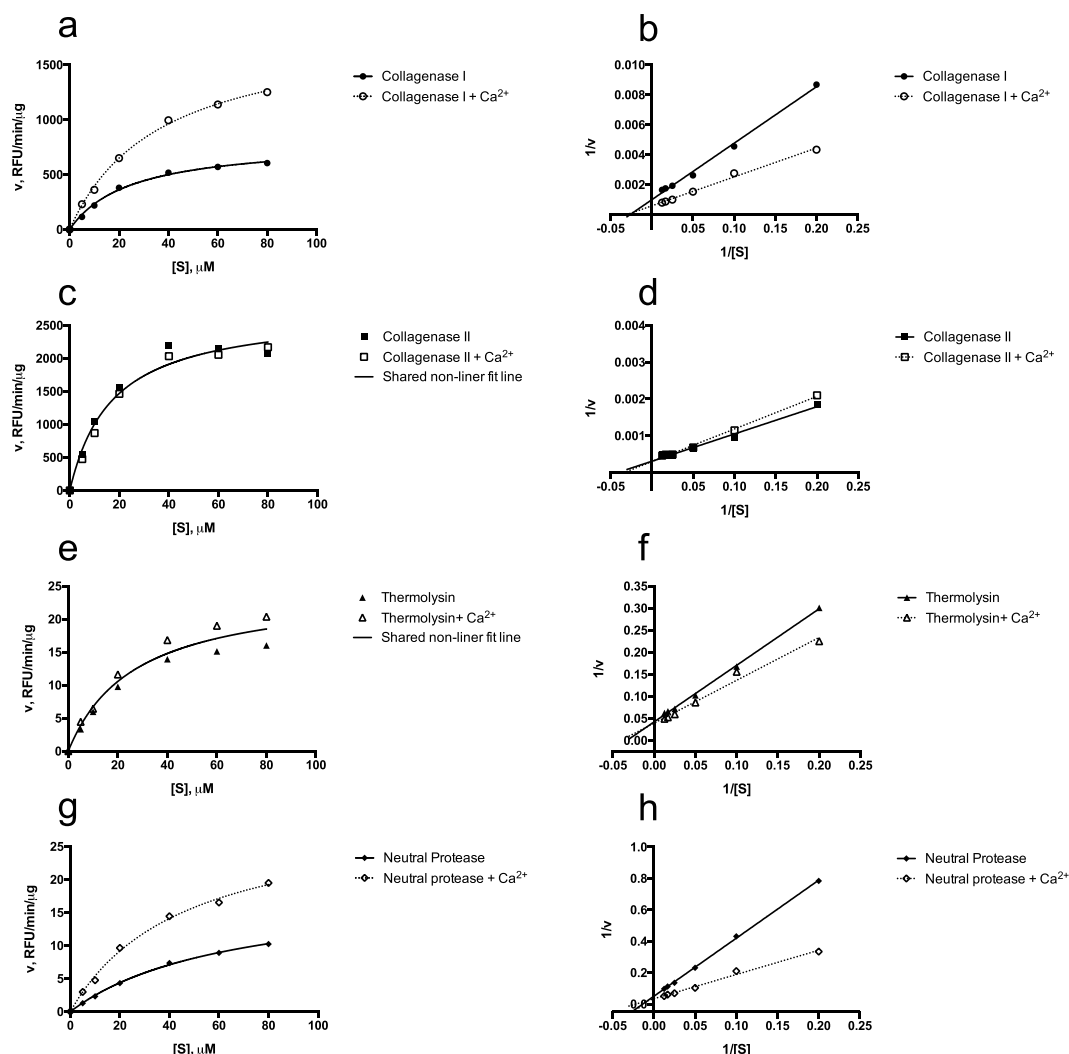 a
1500
1000
500
0
0 20 40 60 80 100
v, RFU/min/µg
[S], µM
Collagenase I
Collagenase I + Ca2+
b
0.010
0.008
0.006
0.004
0.002
-0.05 0.05 0.10 0.15 0.20 0.25
1/v
1/[S]
Collagenase I
Collagenase I + Ca2+
c
2500
2000
1500
1000
500
0
0 20 40 60 80 100
v, RFU/min/µg
[S], µM
Collagenase II
Collagenase II + Ca2+
Shared non-liner fit line
d
0.004
0.003
0.002
0.001
-0.05 0.05 0.10 0.15 0.20 0.25
1/v
1/[S]
Collagenase II
Collagenase II + Ca2+
e
25
20
15
10
5
0
0 20 40 60 80 100
v, RFU/min/µg
[S], µM
Thermolysin
Thermolysin+ Ca2+
Shared non-liner fit line
f
0.35
0.30
0.25
0.20
0.15
0.10
0.05
0.00
-0.05 0.00 0.05 0.10 0.15 0.20 0.25
1/v
1/[S]
Thermolysin
Thermolysin+ Ca2+
g
25
20
15
10
5
0
0 20 40 60 80 100
v, RFU/min/µg
[S], µM
Neutral Protease
Neutral protease + Ca2+
h
1.0
0.8
0.6
0.4
0.2
0.0
-0.05 0.00 0.05 0.10 0.15 0.20 0.25
1/v
1/[S]
Neutral Protease
Neutral protease + Ca2+